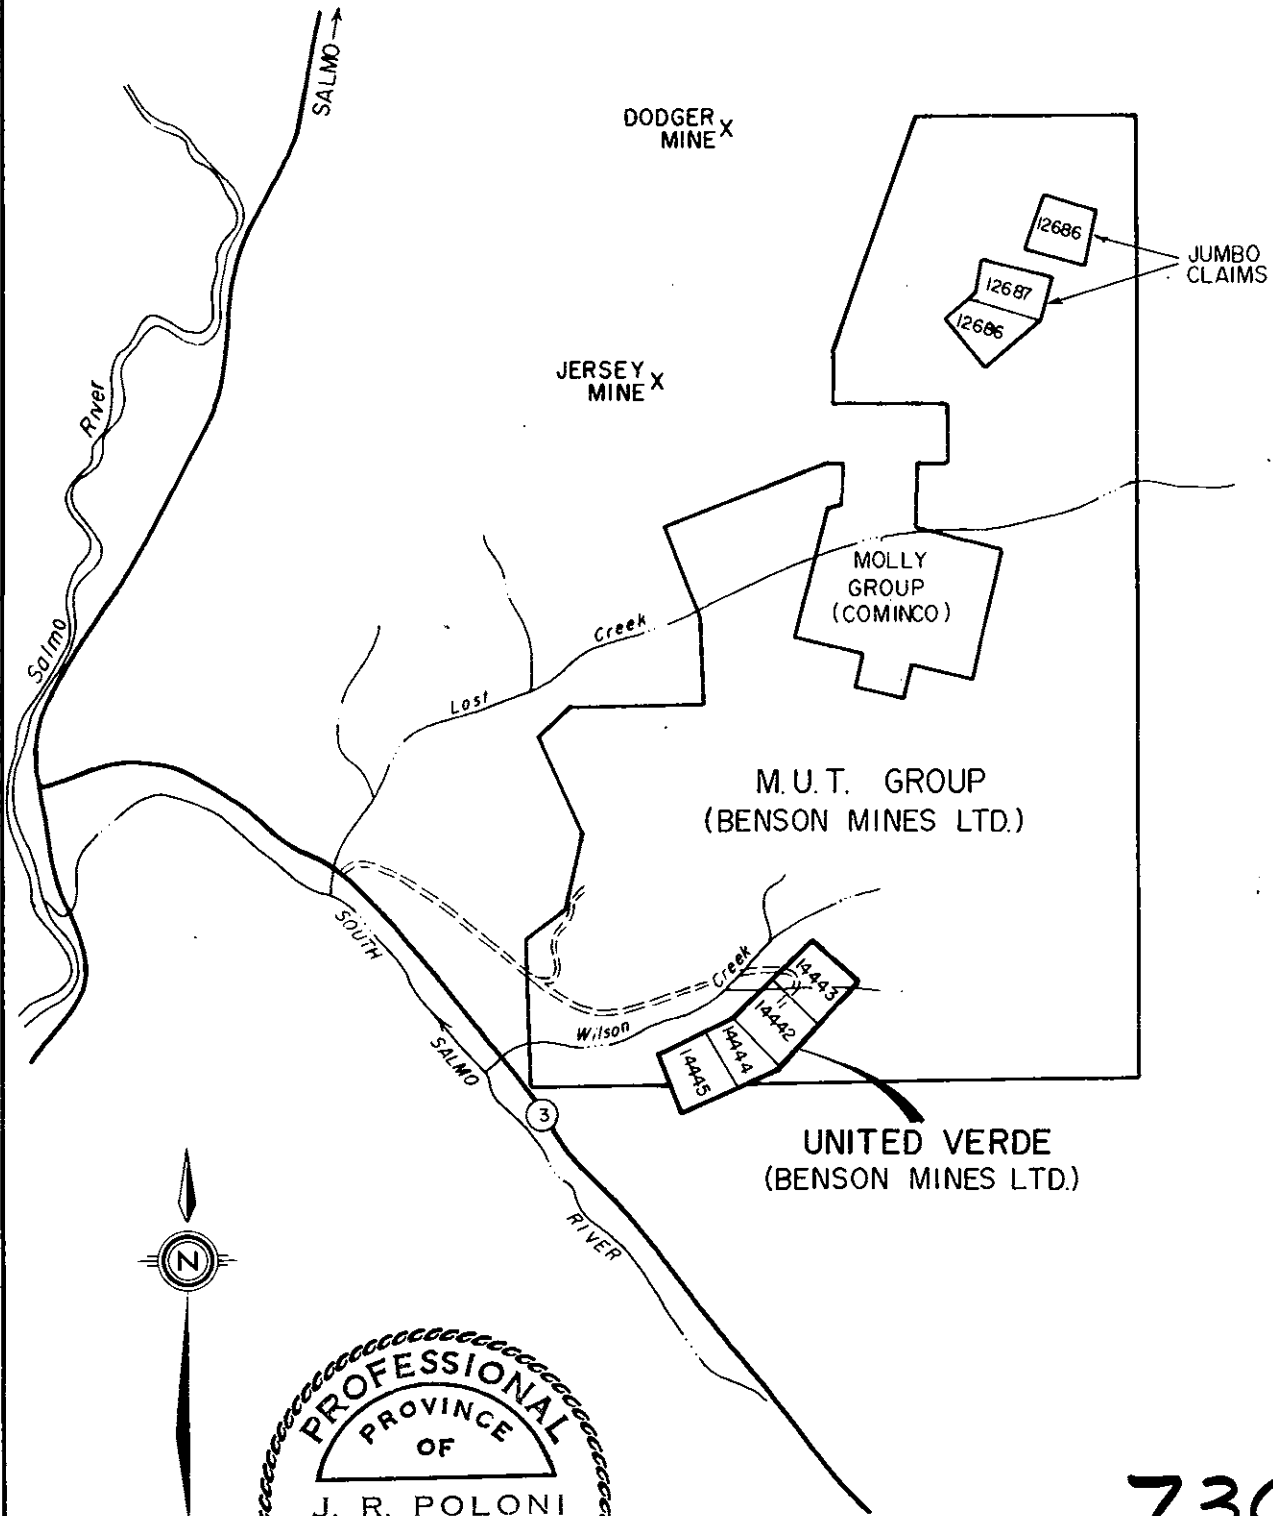 SALMO
DODGER
MINE X
12686
JUMBO
CLAIMS
12687
12686
JERSEY
MINE X
River
Salmo
MOLLY
GROUP
(COMINCO)
Creek
Lost
M.U.T. GROUP
(BENSON MINES LTD.)
SOUTH
SALMO
RIVER
Creek
Wilson
14443
14442
14444
14445
3
UNITED VERDE
(BENSON MINES LTD.)
N
PROFESSIONAL
PROVINCE
OF
J. R. POLONI